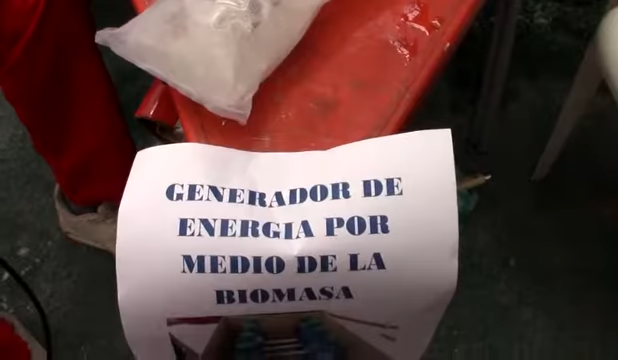 GENERADOR DE
ENERGIA POR
MEDIO DE LA
BIOMASA